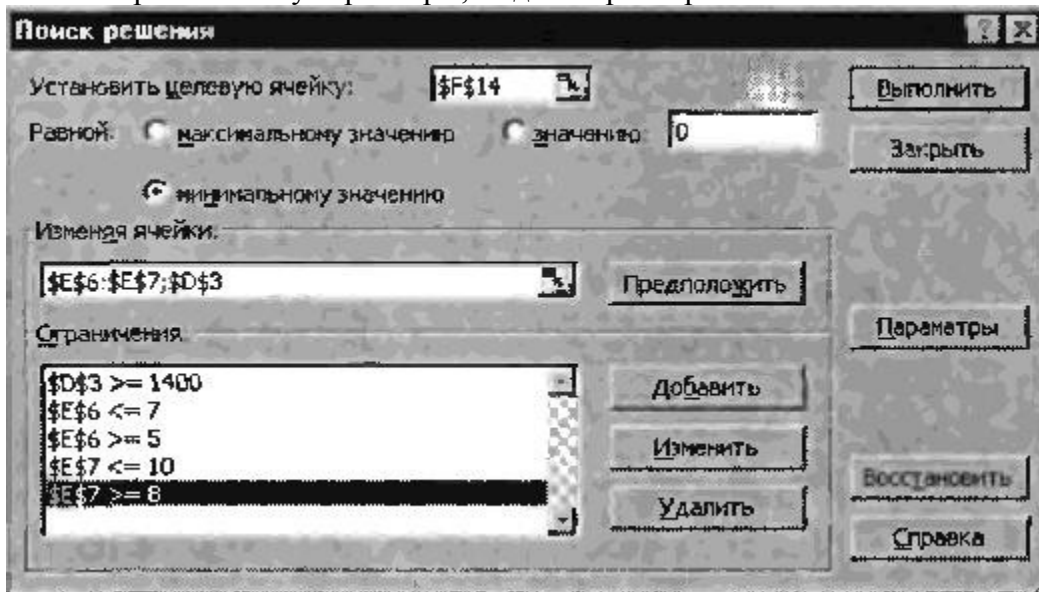 Поиск решения
Установить целевую ячейку: $F$14 Выполнить
Равной: максимальному значению значению: 0 Закрыть
минимальному значению
Изменяя ячейки:
$E$6:$E$7;$D$3 Предположить
Ограничения Параметры
$D$3 >= 1400 Добавить
$E$6 <= 7
$E$6 >= 5 Изменить
$E$7 <= 10 Восстановить
$E$7 >= 8 Удалить
Справка